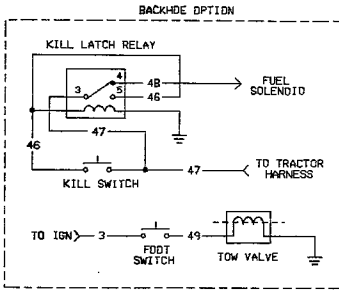 BACKHOE OPTION
KILL LATCH RELAY
4
3
5
48
46
FUEL
SOLENOID
47
46
47
TO TRACTOR
HARNESS
KILL SWITCH
TO IGN
3
49
FOOT
SWITCH
TOW VALVE